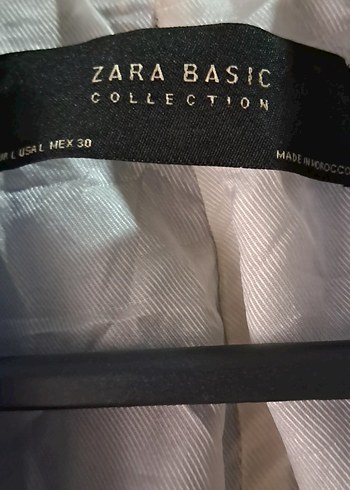 ZARA BASIC
COLLECTION
L USA L MEX 30
MADE IN MOROCCO